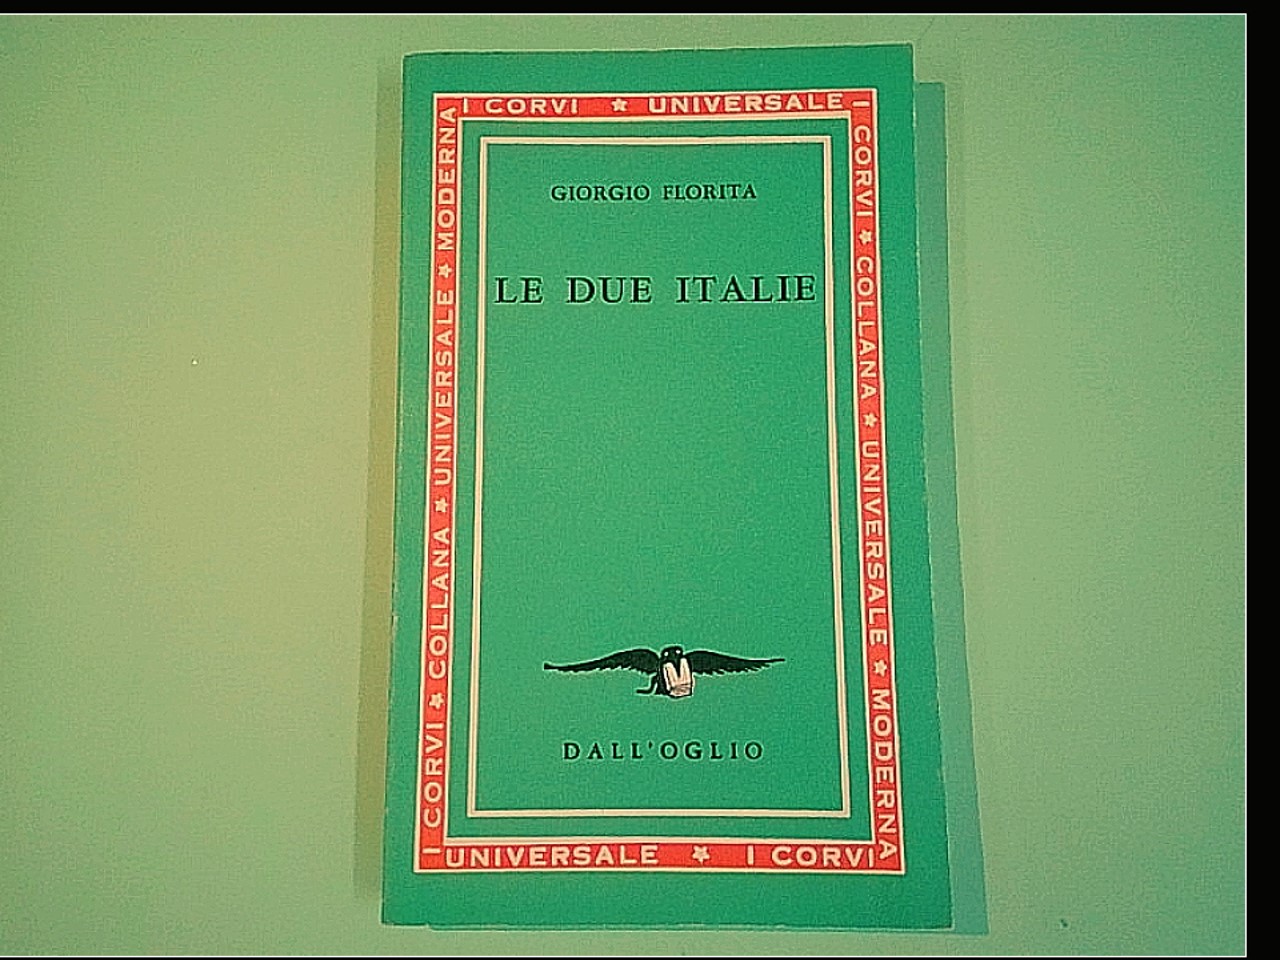 I CORVI ★ UNIVERSALE
I CORVI ★ COLLANA ★ UNIVERSALE ★ MODERNA
I CORVI ★ COLLANA ★ UNIVERSALE ★ MODERNA
GIORGIO FLORITA
LE DUE ITALIE
M
DALL'OGLIO
UNIVERSALE ★ I CORVI